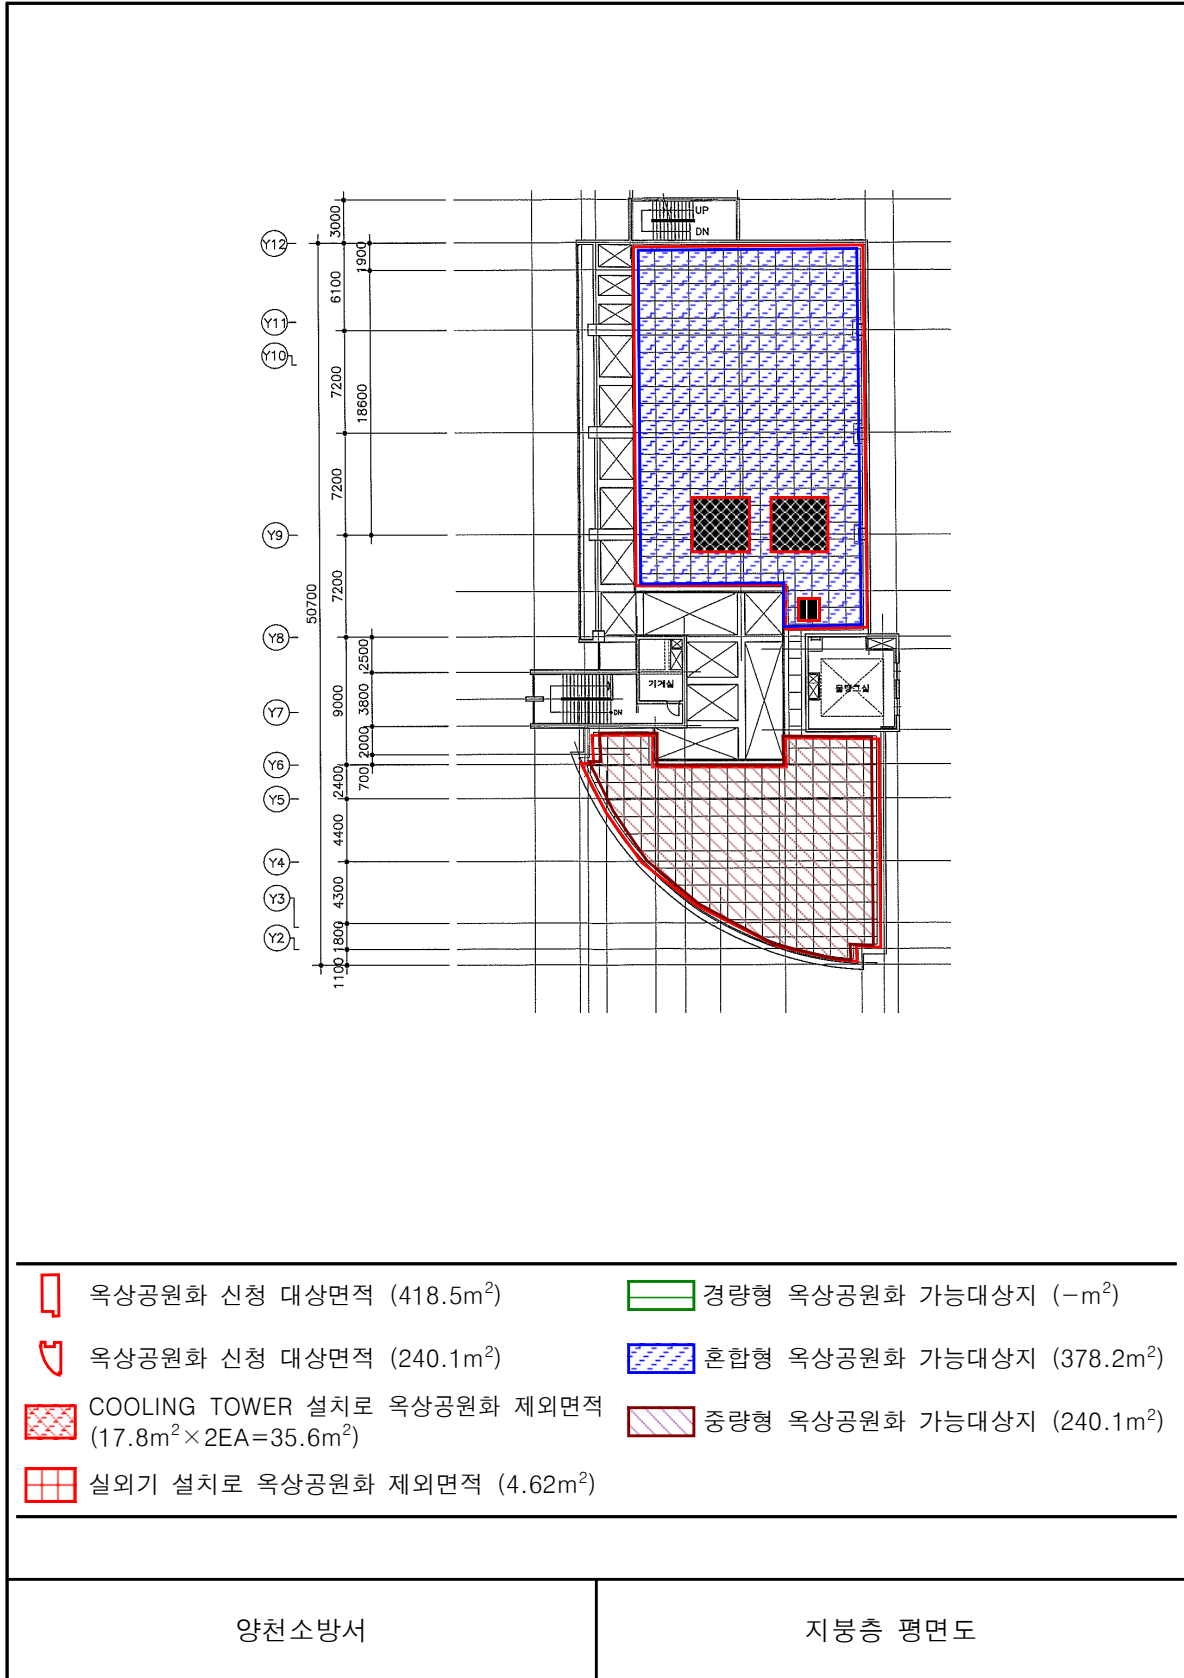 UP
DN
3000
Y12
1900
6100
Y11
Y10
7200
18600
7200
Y9
7200
50700
Y8
2500
기계실
물탱크실
9000
3800
Y7
DN
2000
Y6
700
2400
Y5
4400
Y4
4300
Y3
1800
Y2
1100
옥상공원화 신청 대상면적 (418.5m²)
경량형 옥상공원화 가능대상지 (-m²)
옥상공원화 신청 대상면적 (240.1m²)
혼합형 옥상공원화 가능대상지 (378.2m²)
COOLING TOWER 설치로 옥상공원화 제외면적
(17.8m²×2EA=35.6m²)
중량형 옥상공원화 가능대상지 (240.1m²)
실외기 설치로 옥상공원화 제외면적 (4.62m²)
양천소방서
지붕층 평면도